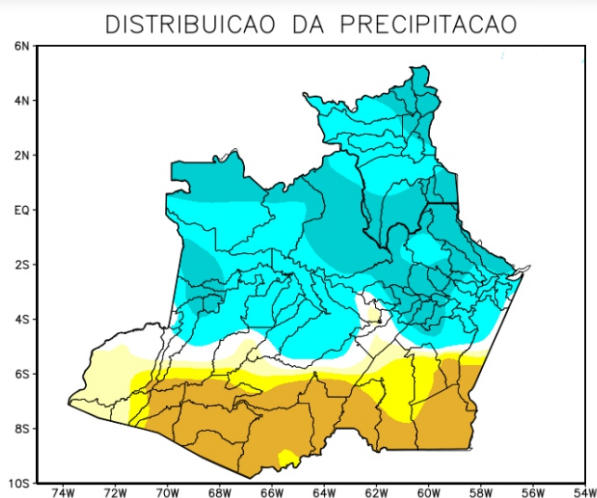 DISTRIBUICAO DA PRECIPITACAO
6N
4N
2N
EQ
2S
4S
6S
8S
10S
74W 72W 70W 68W 66W 64W 62W 60W 58W 56W 54W